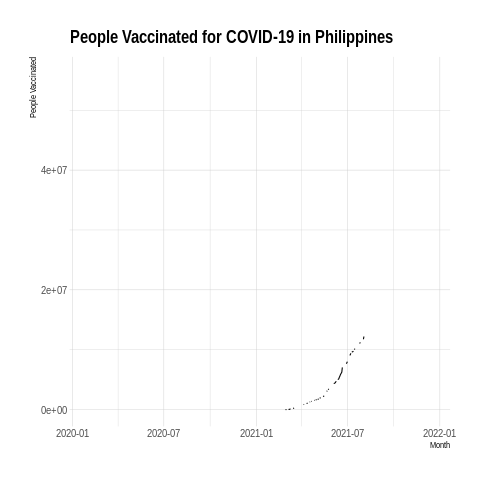 People Vaccinated for COVID-19 in Philippines
People Vaccinated
4e+07
2e+07
0e+00
2020-01
2020-07
2021-01
2021-07
2022-01
Month